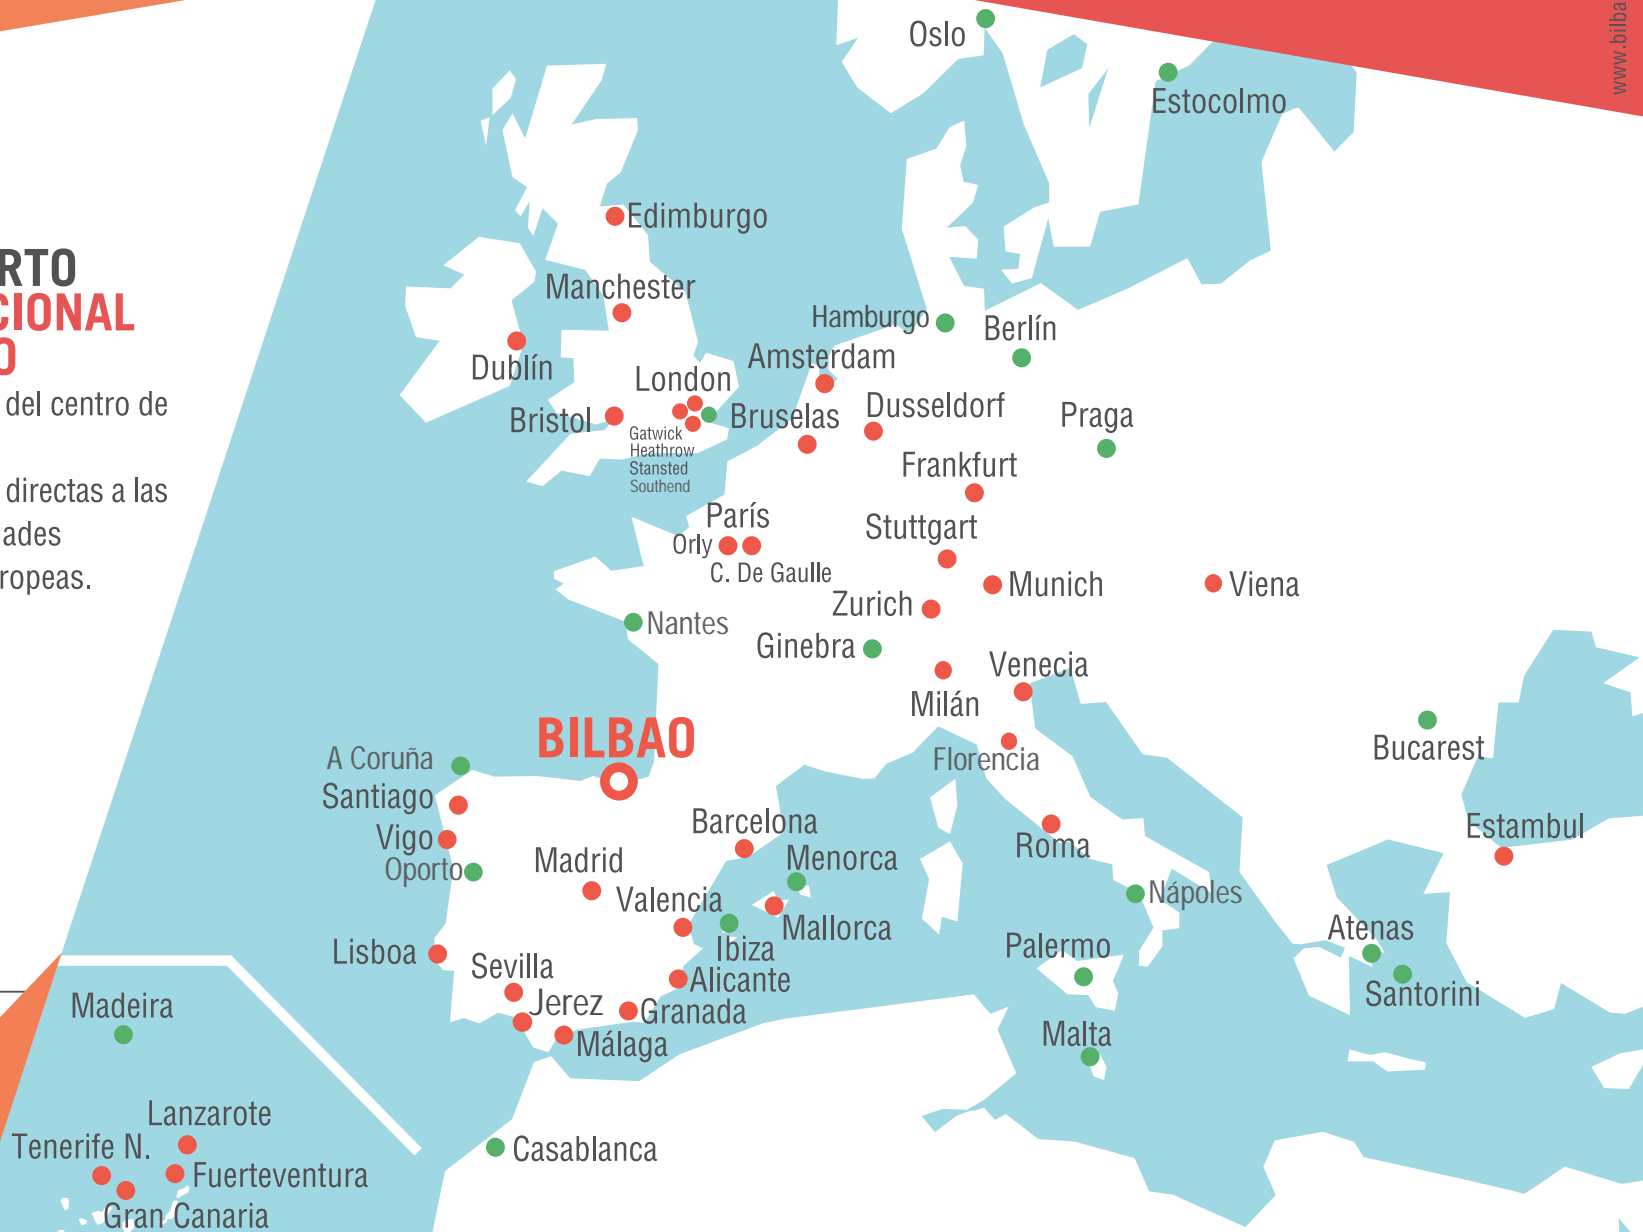 www.bilba
Oslo
Estocolmo
Edimburgo
RTO
CIONAL
O
del centro de
directas a las
ades
ropeas.
Manchester
Hamburgo
Berlín
Dublín
London
Amsterdam
Bristol
Bruselas
Dusseldorf
Praga
Gatwick
Heathrow
Stansted
Southend
Frankfurt
París
Orly
C. De Gaulle
Stuttgart
Munich
Viena
Zurich
Nantes
Ginebra
Venecia
Milán
BILBAO
Florencia
Bucarest
A Coruña
Santiago
Vigo
Oporto
Barcelona
Madrid
Menorca
Roma
Estambul
Valencia
Mallorca
Nápoles
Ibiza
Atenas
Lisboa
Sevilla
Alicante
Palermo
Santorini
Jerez
Granada
Málaga
Malta
Madeira
Lanzarote
Tenerife N.
Fuerteventura
Gran Canaria
Casablanca